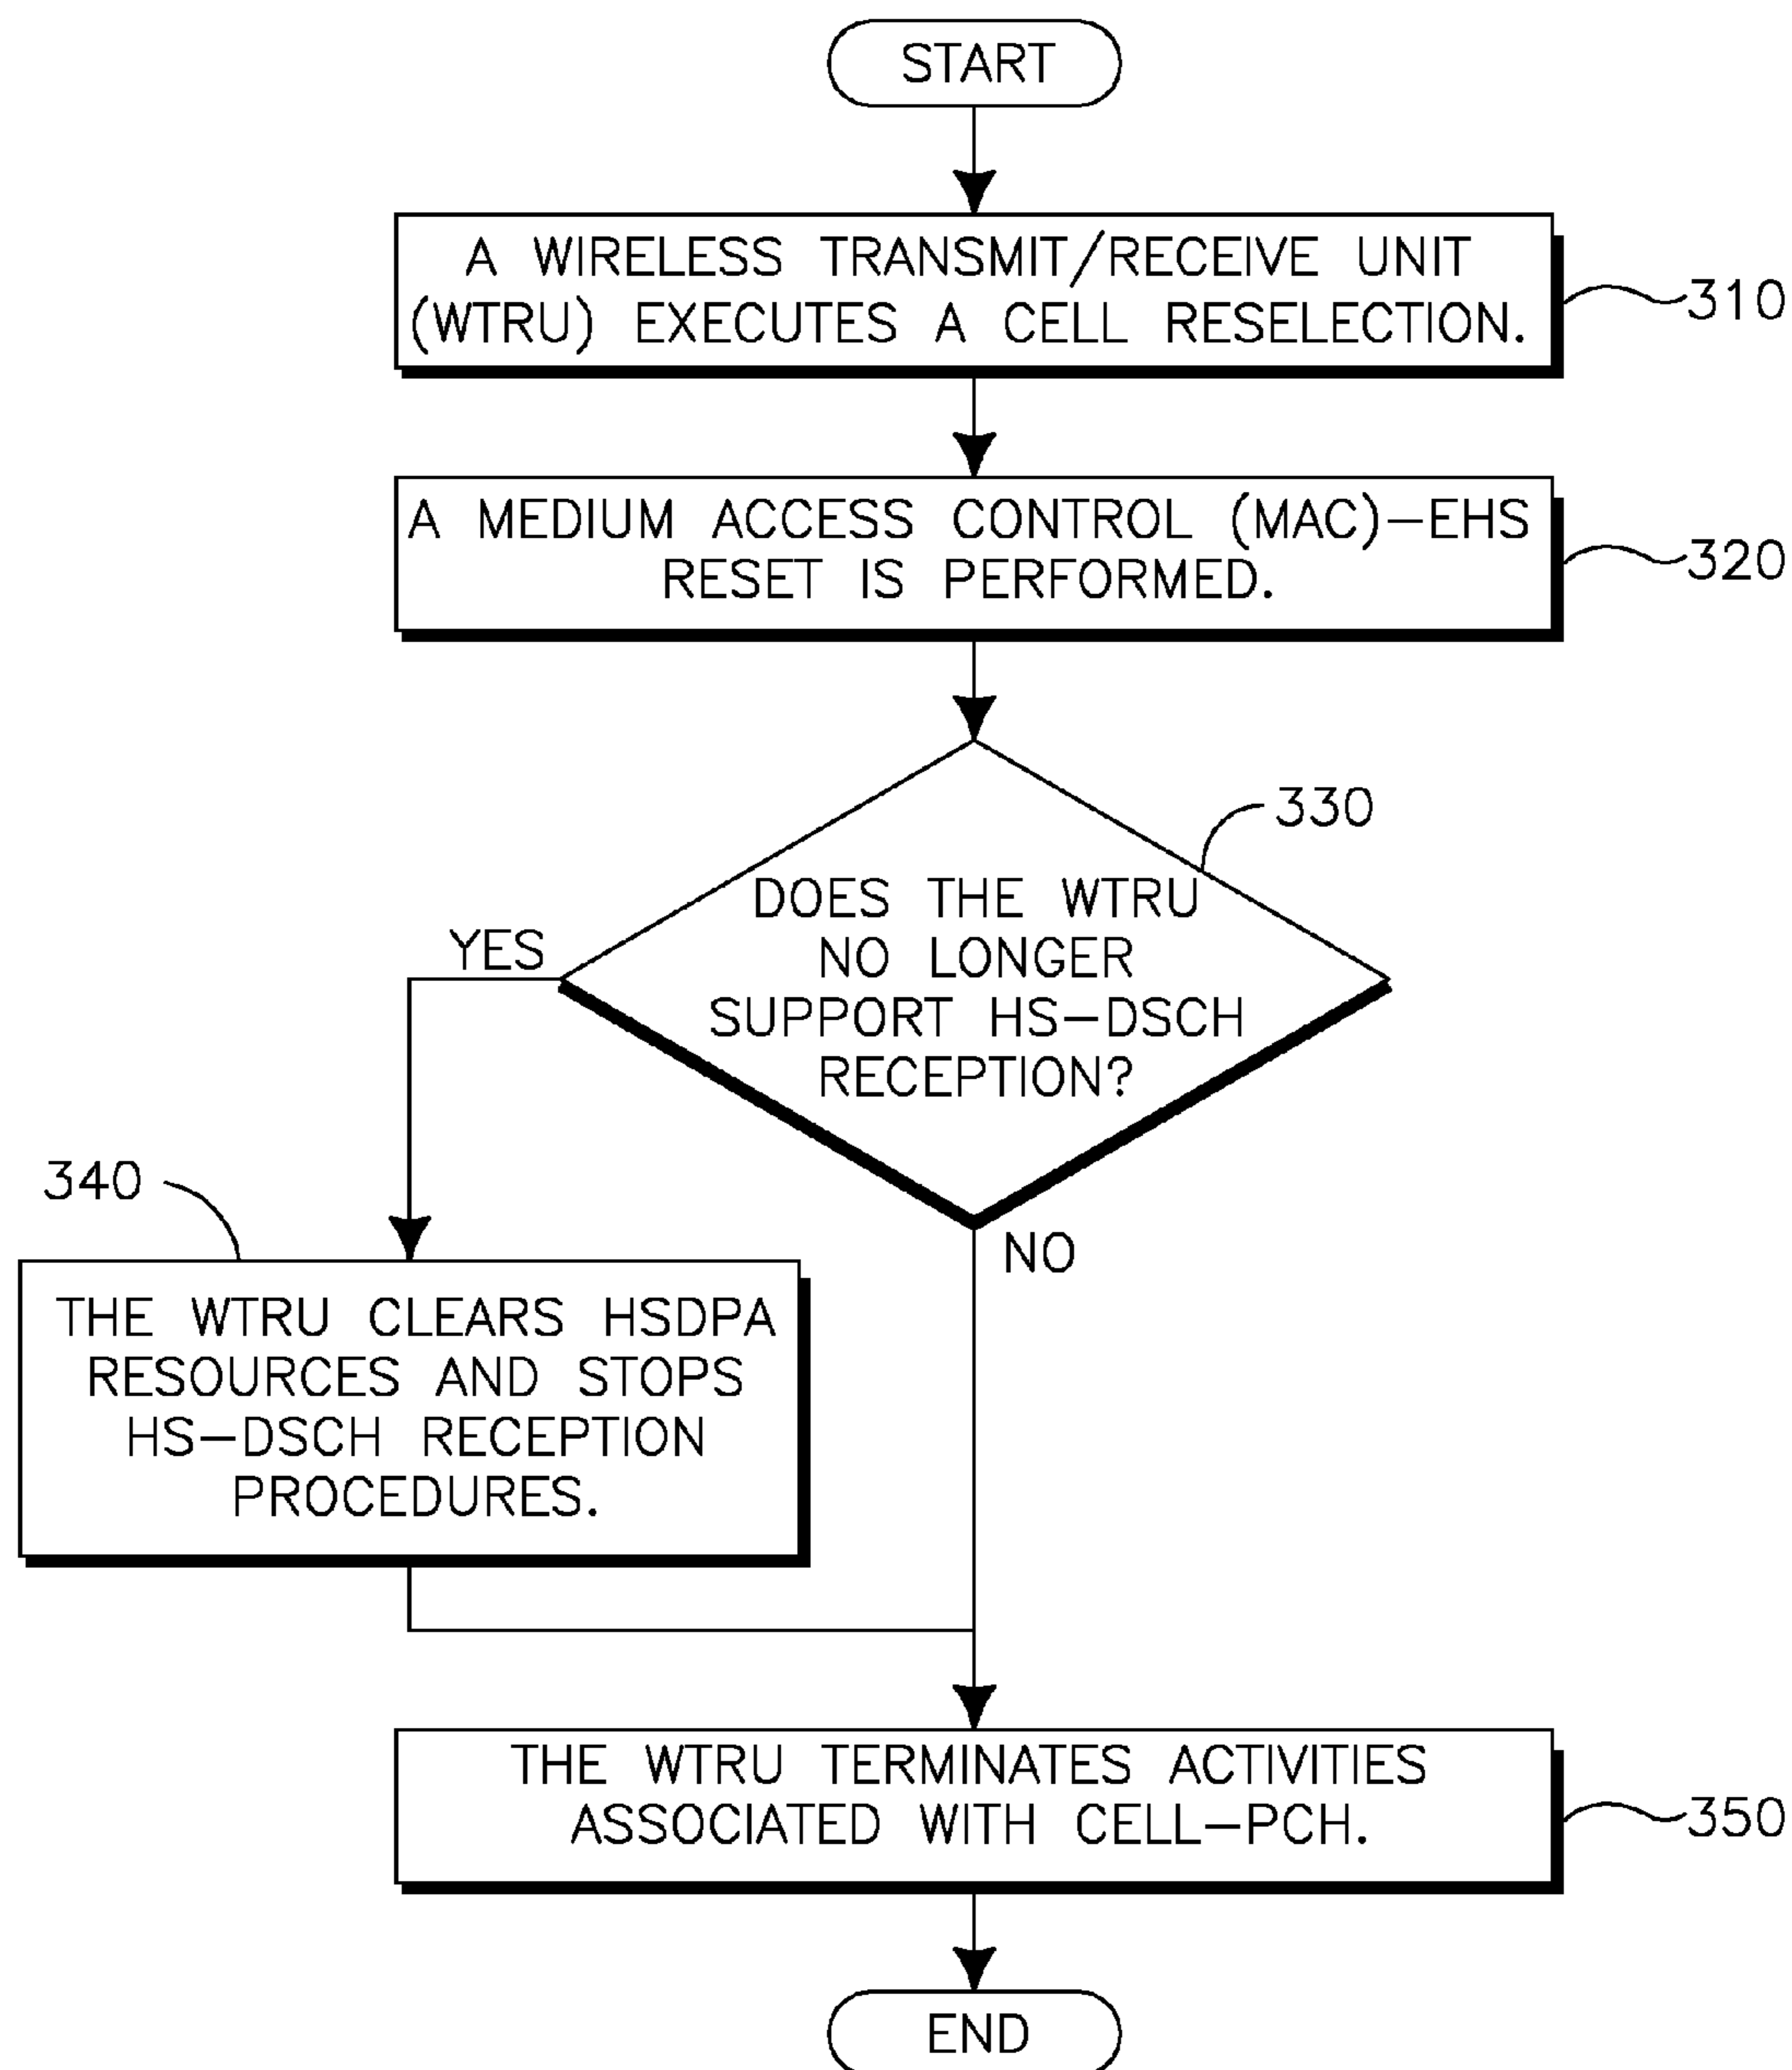 START
A WIRELESS TRANSMIT/RECEIVE UNIT
(WTRU) EXECUTES A CELL RESELECTION.
310
A MEDIUM ACCESS CONTROL (MAC)-EHS
RESET IS PERFORMED.
320
330
DOES THE WTRU
NO LONGER
SUPPORT HS-DSCH
RECEPTION?
YES
NO
340
THE WTRU CLEARS HSDPA
RESOURCES AND STOPS
HS-DSCH RECEPTION
PROCEDURES.
THE WTRU TERMINATES ACTIVITIES
ASSOCIATED WITH CELL-PCH.
350
END